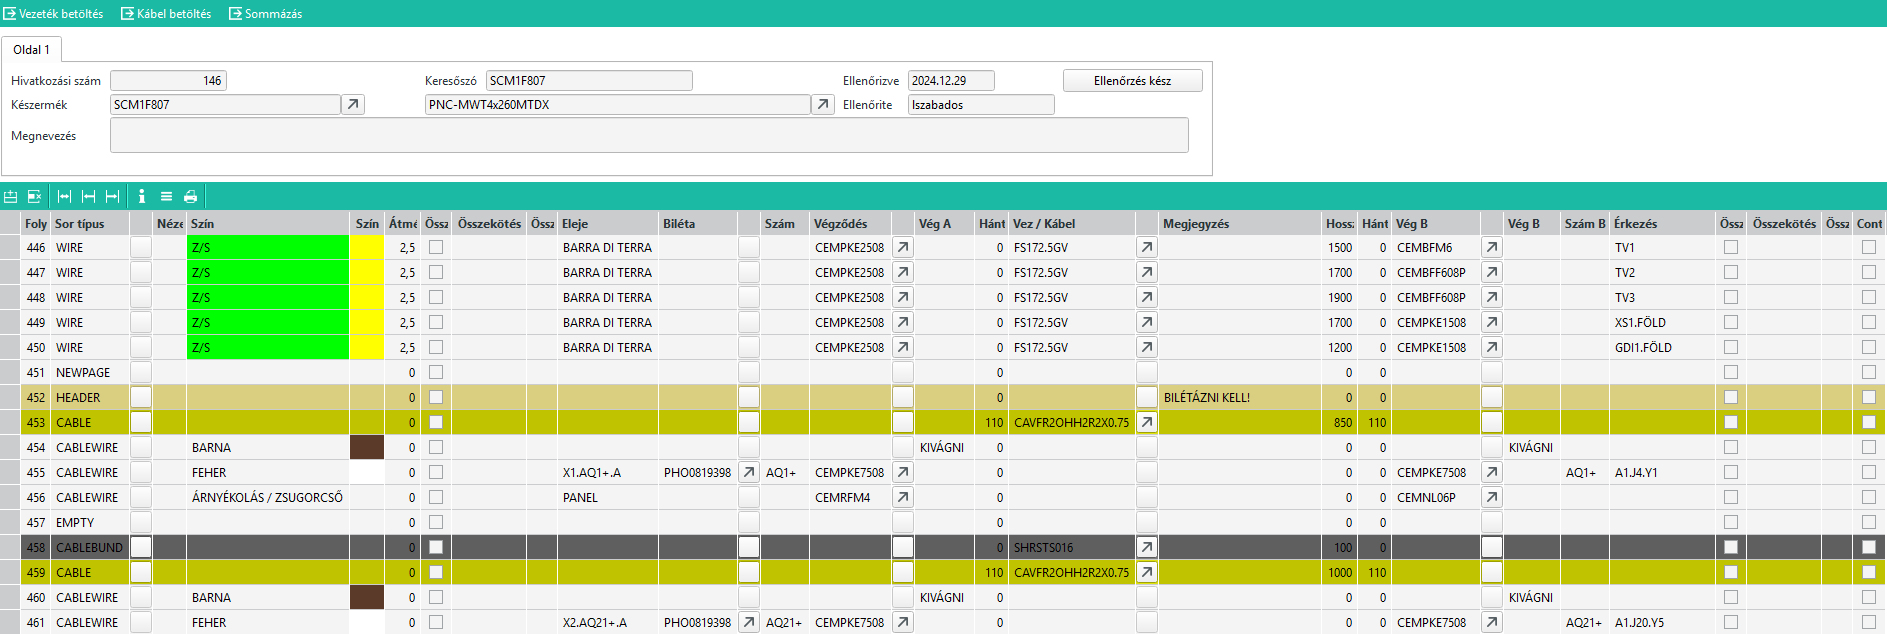 Vezeték betöltés Kábel betöltés Sommázás
Oldal 1
Hivatkozási szám 146 Keresőszó SCM1F807 Ellenőrizve 2024.12.29 Ellenőrzés kész
Készermék SCM1F807 PNC-MWT4x260MTDX Ellenőrite lszabados
Megnevezés
Foly Sor típus Néze Szín Szín Átmé Össz Összekötés Össz Eleje Biléta Szám Végződés Vég A Hánt Vez / Kábel Megjegyzés Hossz Hánt Vég B Vég B Szám B Érkezés Össz Összekötés Össz Cont
446 WIRE Z/S 2,5 BARRA DI TERRA CEMPKE2508 0 FS172.5GV 1500 0 CEMBFM6 TV1
447 WIRE Z/S 2,5 BARRA DI TERRA CEMPKE2508 0 FS172.5GV 1700 0 CEMBFF608P TV2
448 WIRE Z/S 2,5 BARRA DI TERRA CEMPKE2508 0 FS172.5GV 1900 0 CEMBFF608P TV3
449 WIRE Z/S 2,5 BARRA DI TERRA CEMPKE2508 0 FS172.5GV 1700 0 CEMPKE1508 XS1.FÖLD
450 WIRE Z/S 2,5 BARRA DI TERRA CEMPKE2508 0 FS172.5GV 1200 0 CEMPKE1508 GDI1.FÖLD
451 NEWPAGE 0 0 0 0
452 HEADER 0 0 BILÉTÁZNI KELL! 0 0
453 CABLE 0 110 CAVFR2OHH2R2X0.75 850 110
454 CABLEWIRE BARNA 0 KIVÁGNI 0 0 0 KIVÁGNI
455 CABLEWIRE FEHER 0 X1.AQ1+.A PHO0819398 AQ1+ CEMPKE7508 0 0 0 CEMPKE7508 AQ1+ A1.J4.Y1
456 CABLEWIRE ÁRNYÉKOLÁS / ZSUGORCSŐ 0 PANEL CEMRFM4 0 0 0 CEMNL06P
457 EMPTY 0 0 0 0
458 CABLEBUND 0 0 SHRSTS016 100 0
459 CABLE 0 110 CAVFR2OHH2R2X0.75 1000 110
460 CABLEWIRE BARNA 0 KIVÁGNI 0 0 0 KIVÁGNI
461 CABLEWIRE FEHER 0 X2.AQ21+.A PHO0819398 AQ21+ CEMPKE7508 0 0 0 CEMPKE7508 AQ21+ A1.J20.Y5